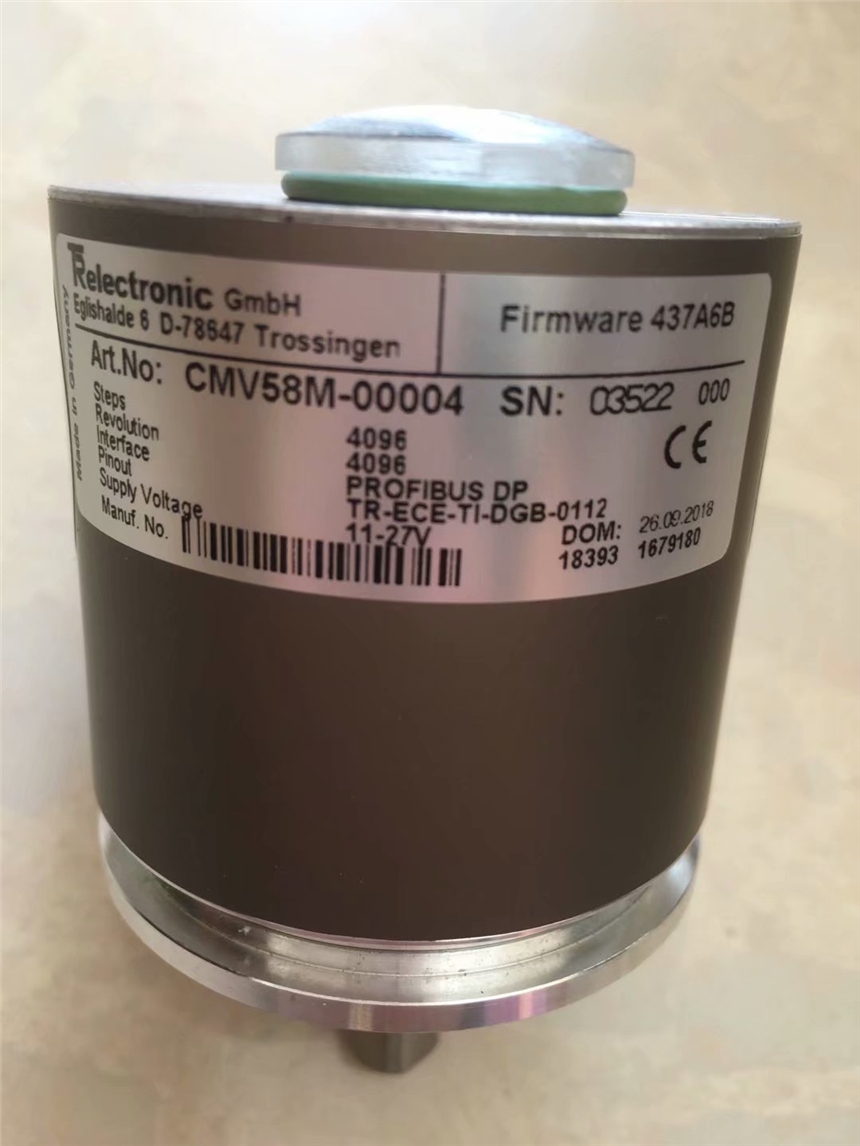 TRelectronic GmbH
Eglishalde 6 D-78647 Trossingen
Firmware 437A6B
Made in Germany
Art.No: CMV58M-00004 SN: 03522 000
Steps 4096
Revolution 4096
Interface PROFIBUS DP
Pinout TR-ECE-TI-DGB-0112
Supply Voltage 11-27V
CE
DOM: 26.09.2018
Manuf. No. 18393 1679180